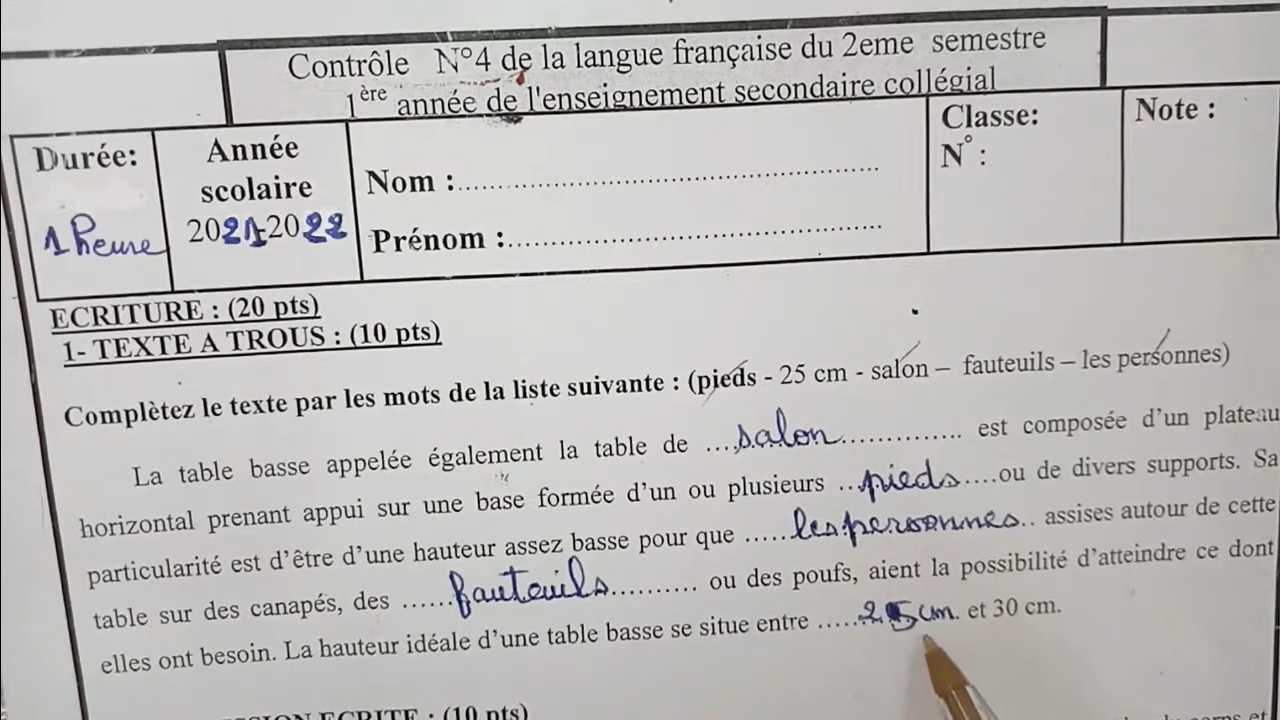 Contrôle N°4 de la langue française du 2eme semestre
1ère année de l'enseignement secondaire collégial
Durée:
1 heure
Année
scolaire
2021-2022
Nom :..........................................................
Prénom :....................................................
Classe:
N° :
Note :
ECRITURE : (20 pts)
1- TEXTE A TROUS : (10 pts)
Complètez le texte par les mots de la liste suivante : (pieds - 25 cm - salon – fauteuils – les personnes)
La table basse appelée également la table de ...salon.............. est composée d'un plateau
horizontal prenant appui sur une base formée d'un ou plusieurs ...pieds....ou de divers supports. Sa
particularité est d'être d'une hauteur assez basse pour que .....les personnes.. assises autour de cette
table sur des canapés, des ......fauteuils.......... ou des poufs, aient la possibilité d'atteindre ce dont
elles ont besoin. La hauteur idéale d'une table basse se situe entre ......25 cm. et 30 cm.
ECRITE : (10 pts)